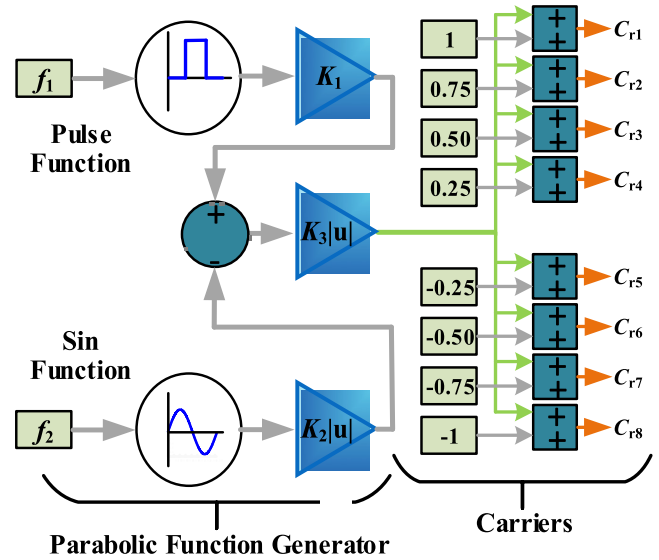 f1
Pulse
Function
K1
+
-
K3|u|
Sin
Function
f2
K2|u|
Parabolic Function Generator
1
+
+
Cr1
0.75
+
+
Cr2
0.50
+
+
Cr3
0.25
+
+
Cr4
-0.25
+
+
Cr5
-0.50
+
+
Cr6
-0.75
+
+
Cr7
-1
+
+
Cr8
Carriers